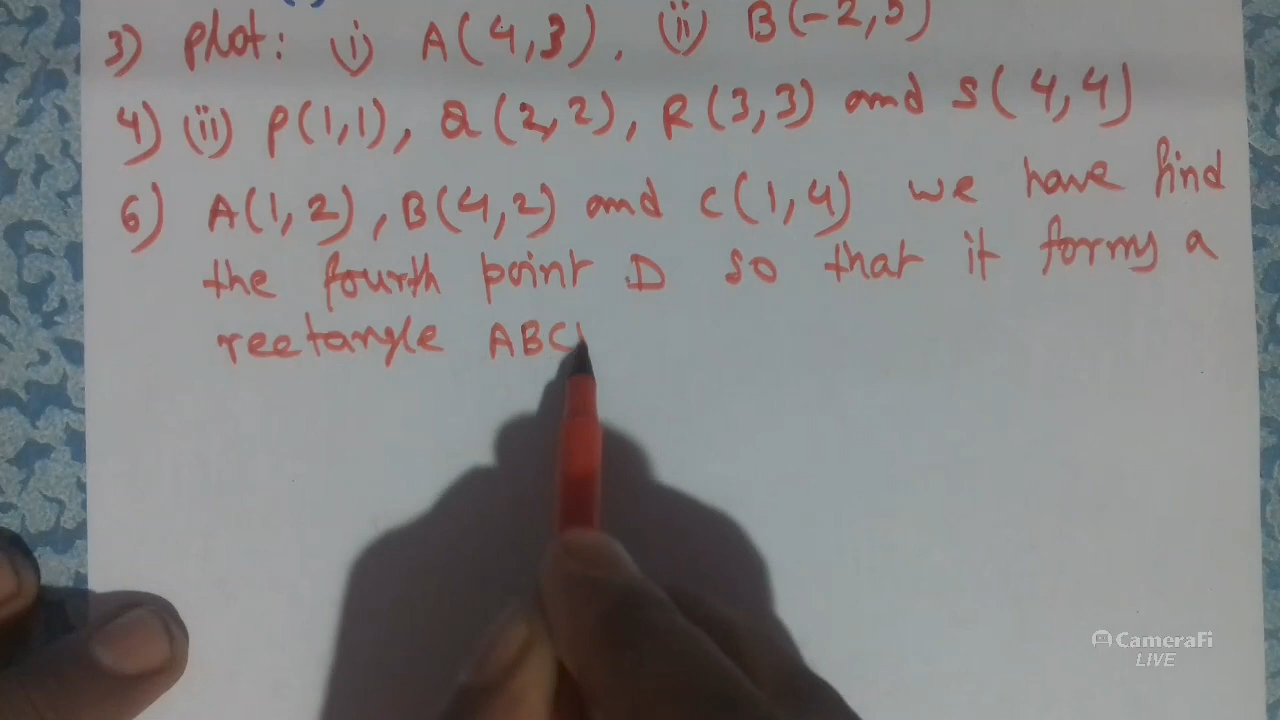 3) plot: (i) A(4,3). (ii) B(-2,5)
4) (ii) P(1,1), Q(2,2), R(3,3) and S(4,4)
6) A(1,2), B(4,2) and C(1,4) we have find
the fourth point D so that it forms a
rectangle ABC
CameraFi
LIVE